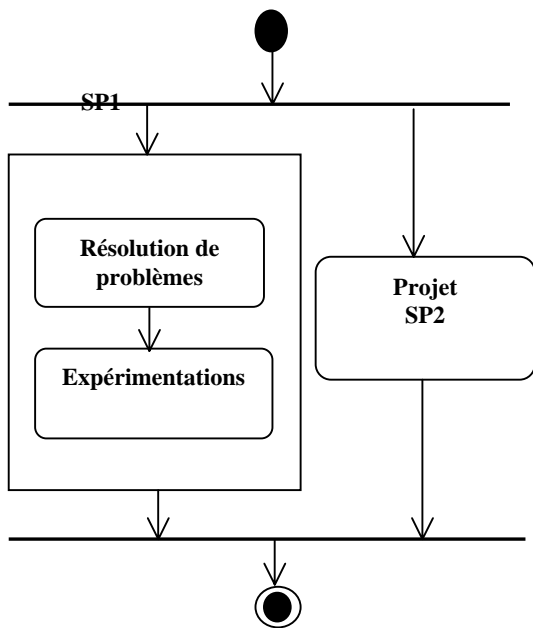 SP1
Résolution de
problèmes
Expérimentations
Projet
SP2